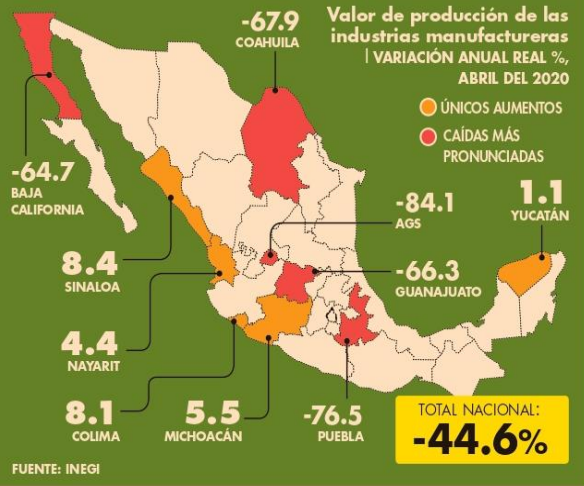 Valor de producción de las
industrias manufactureras
| VARIACIÓN ANUAL REAL %,
ABRIL DEL 2020
ÚNICOS AUMENTOS
CAÍDAS MÁS
PRONUNCIADAS
-67.9
COAHUILA
-64.7
BAJA
CALIFORNIA
-84.1
AGS
1.1
YUCATÁN
8.4
SINALOA
-66.3
GUANAJUATO
4.4
NAYARIT
8.1
COLIMA
5.5
MICHOACÁN
-76.5
PUEBLA
TOTAL NACIONAL:
-44.6%
FUENTE: INEGI